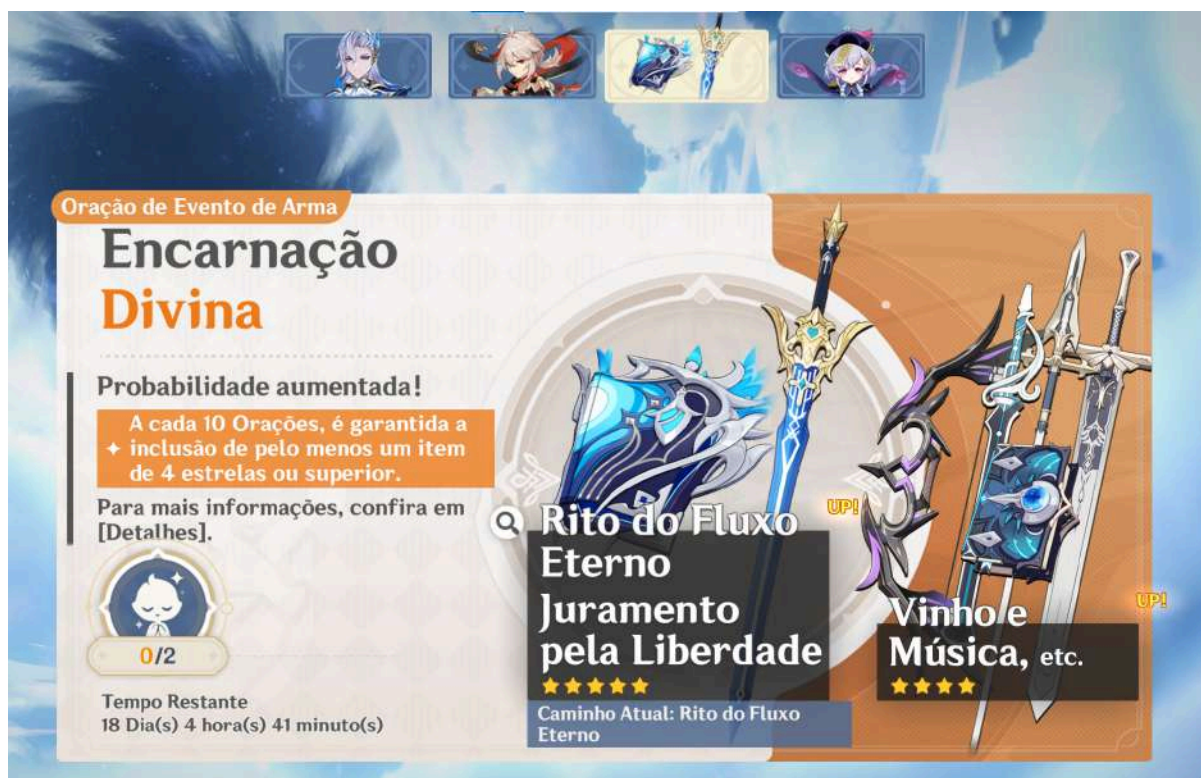 Oração de Evento de Arma
Encarnação
Divina
Probabilidade aumentada!
A cada 10 Orações, é garantida a
inclusão de pelo menos um item
de 4 estrelas ou superior.
Para mais informações, confira em
[Detalhes].
0/2
Tempo Restante
18 Dia(s) 4 hora(s) 41 minuto(s)
UP!
Rito do Fluxo
Eterno
Juramento
pela Liberdade
Caminho Atual: Rito do Fluxo
Eterno
UP!
Vinho e
Música, etc.